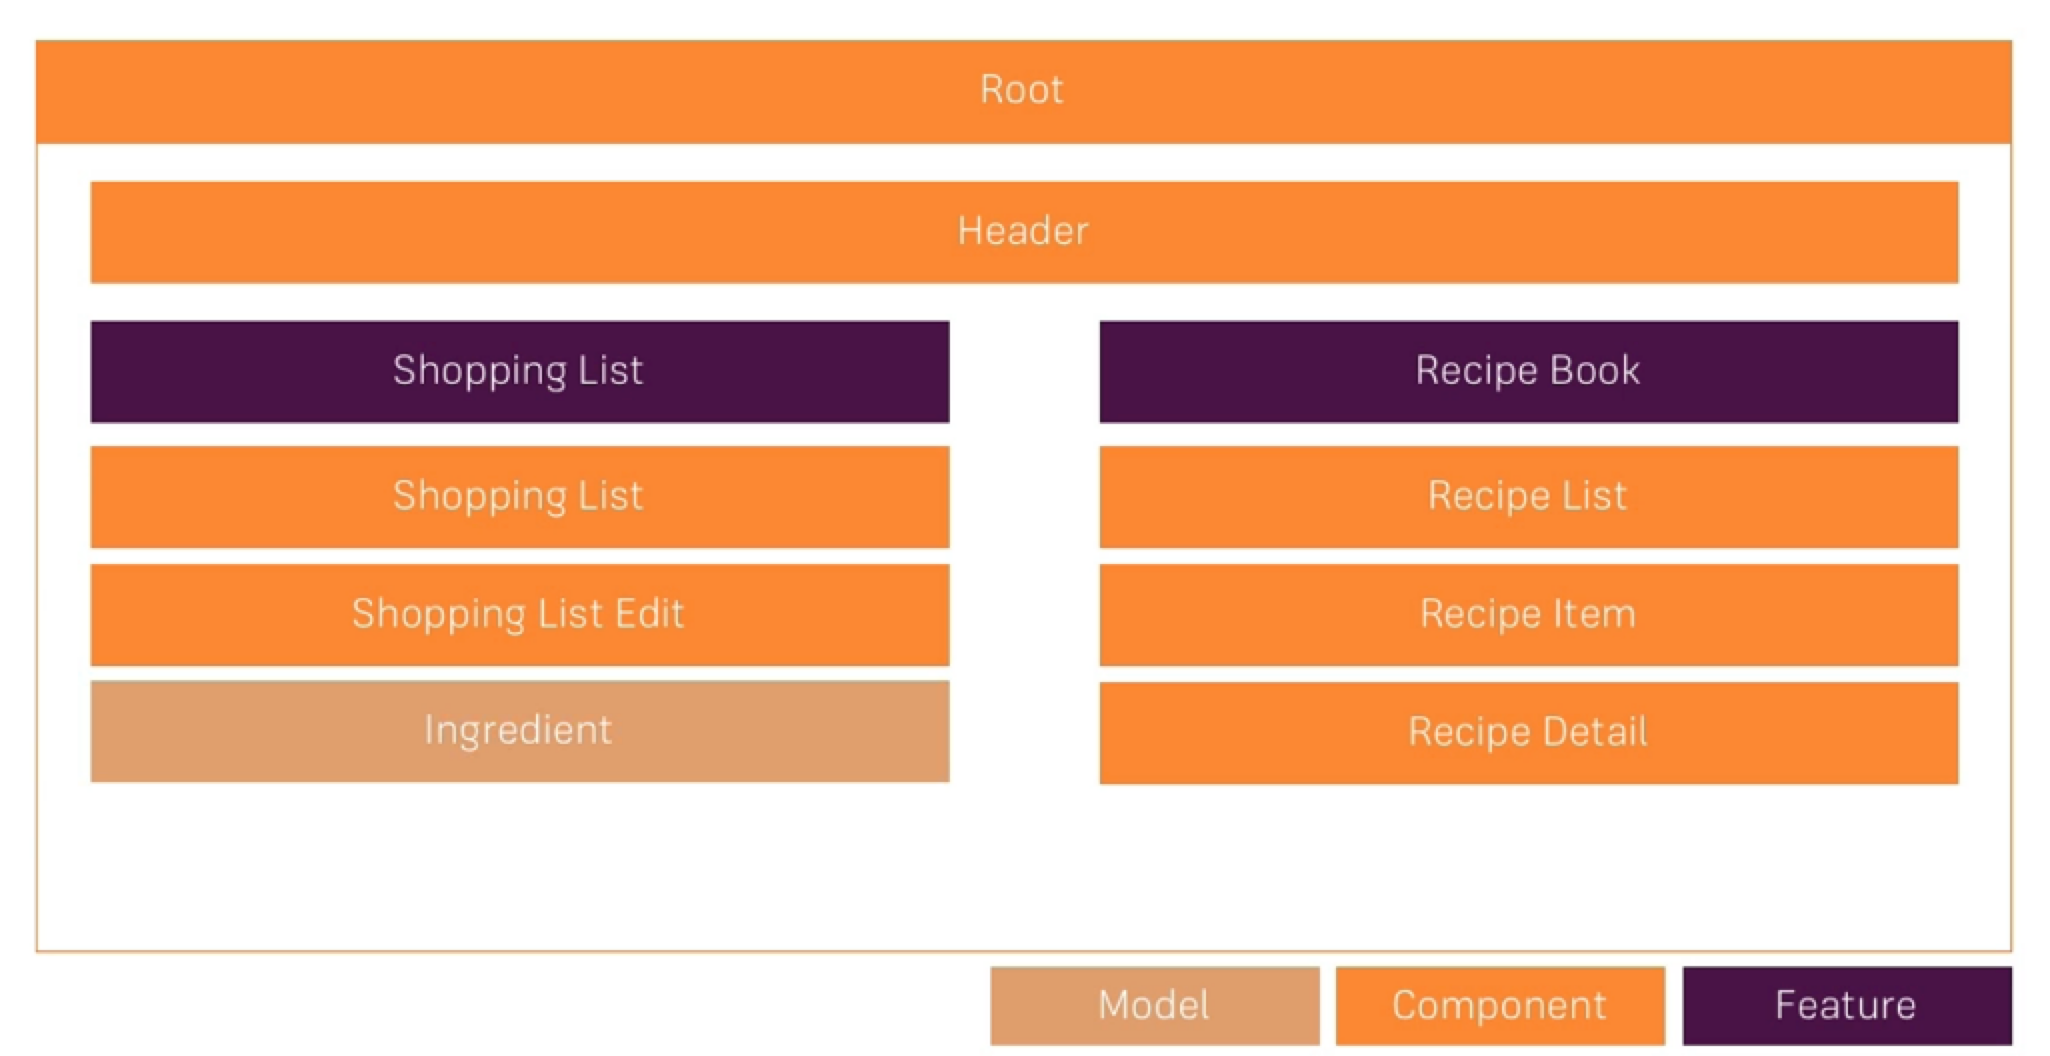 Root
Header
Shopping List
Recipe Book
Shopping List
Recipe List
Shopping List Edit
Recipe Item
Ingredient
Recipe Detail
Model
Component
Feature